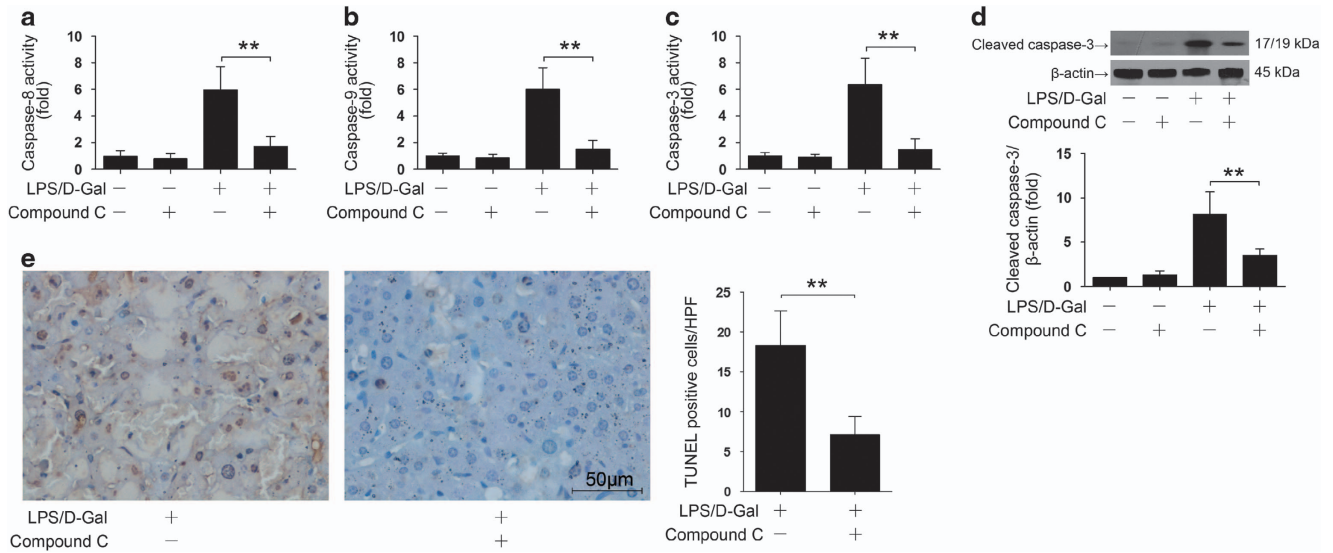 a
10
8
6
4
2
0
Caspase-8 activity
(fold)
**
LPS/D-Gal − − + +
Compound C − + − +
b
10
8
6
4
2
0
Caspase-9 activity
(fold)
**
LPS/D-Gal − − + +
Compound C − + − +
c
10
8
6
4
2
0
Caspase-3 activity
(fold)
**
LPS/D-Gal − − + +
Compound C − + − +
d
Cleaved caspase-3→ 17/19 kDa
β-actin→ 45 kDa
LPS/D-Gal − − + +
Compound C − + − +
15
10
5
0
Cleaved caspase-3/
β-actin (fold)
**
LPS/D-Gal − − + +
Compound C − + − +
e
50μm
LPS/D-Gal + +
Compound C − +
25
20
15
10
5
0
TUNEL positive cells/HPF
**
LPS/D-Gal + +
Compound C − +